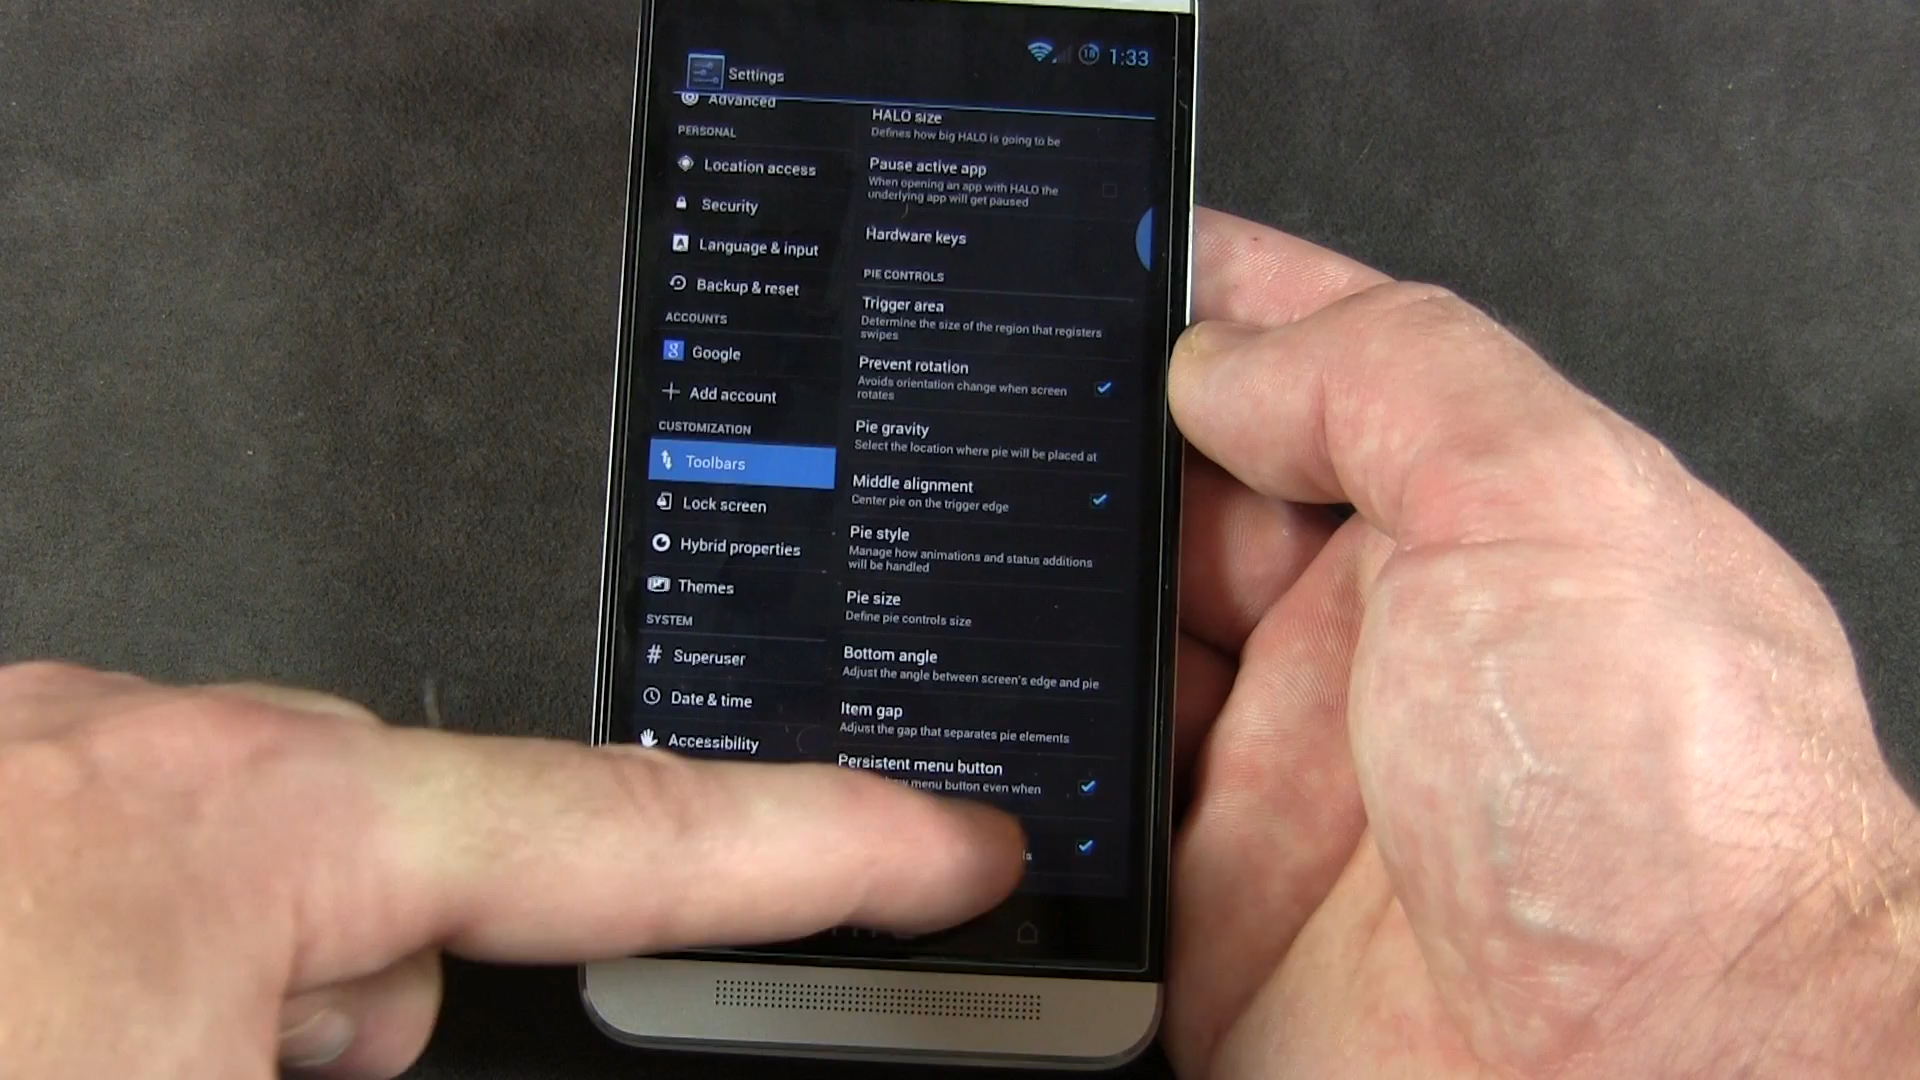 18 1:33
Settings
Advanced
PERSONAL
Location access
Security
Language & input
Backup & reset
ACCOUNTS
Google
Add account
CUSTOMIZATION
Toolbars
Lock screen
Hybrid properties
Themes
SYSTEM
Superuser
Date & time
Accessibility
HALO size
Defines how big HALO is going to be
Pause active app
When opening an app with HALO the
underlying app will get paused
Hardware keys
PIE CONTROLS
Trigger area
Determine the size of the region that registers
swipes
Prevent rotation
Avoids orientation change when screen
rotates
Pie gravity
Select the location where pie will be placed at
Middle alignment
Center pie on the trigger edge
Pie style
Manage how animations and status additions
will be handled
Pie size
Define pie controls size
Bottom angle
Adjust the angle between screen's edge and pie
Item gap
Adjust the gap that separates pie elements
Persistent menu button
menu button even when